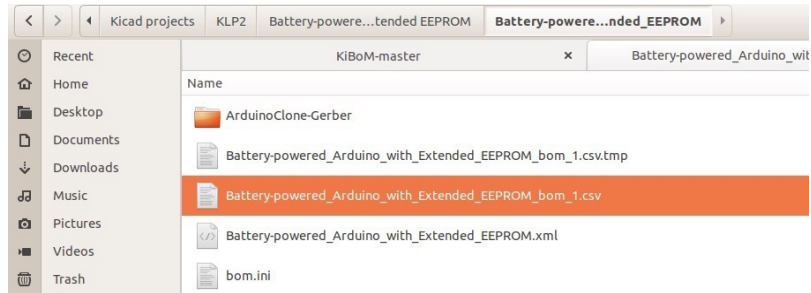 Kicad projects KLP2 Battery-powere...tended EEPROM Battery-powere...nded_EEPROM
Recent
Home
Desktop
Documents
Downloads
Music
Pictures
Videos
Trash
KiBoM-master × Battery-powered_Arduino_wit
Name
ArduinoClone-Gerber
Battery-powered_Arduino_with_Extended_EEPROM_bom_1.csv.tmp
Battery-powered_Arduino_with_Extended_EEPROM_bom_1.csv
Battery-powered_Arduino_with_Extended_EEPROM.xml
bom.ini